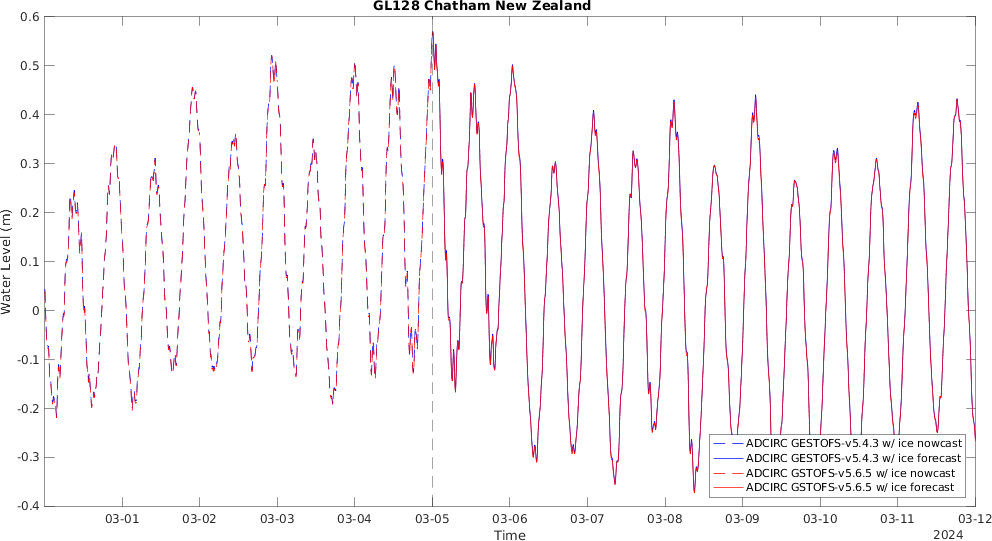 GL128 Chatham New Zealand
0.6
0.5
0.4
0.3
0.2
0.1
0
-0.1
-0.2
-0.3
-0.4
Water Level (m)
ADCIRC GESTOFS-v5.4.3 w/ ice nowcast
ADCIRC GESTOFS-v5.4.3 w/ ice forecast
ADCIRC GSTOFS-v5.6.5 w/ ice nowcast
ADCIRC GSTOFS-v5.6.5 w/ ice forecast
03-01 03-02 03-03 03-04 03-05 03-06 03-07 03-08 03-09 03-10 03-11 03-12
Time
2024